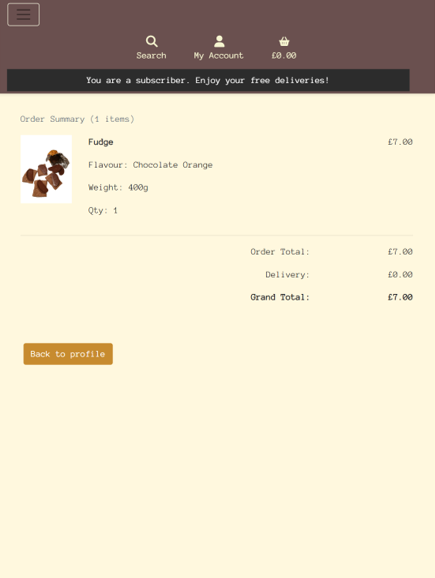 Search My Account £0.00
You are a subscriber. Enjoy your free deliveries!
Order Summary (1 items)
Fudge £7.00
Flavour: Chocolate Orange
Weight: 400g
Qty: 1
Order Total: £7.00
Delivery: £0.00
Grand Total: £7.00
Back to profile